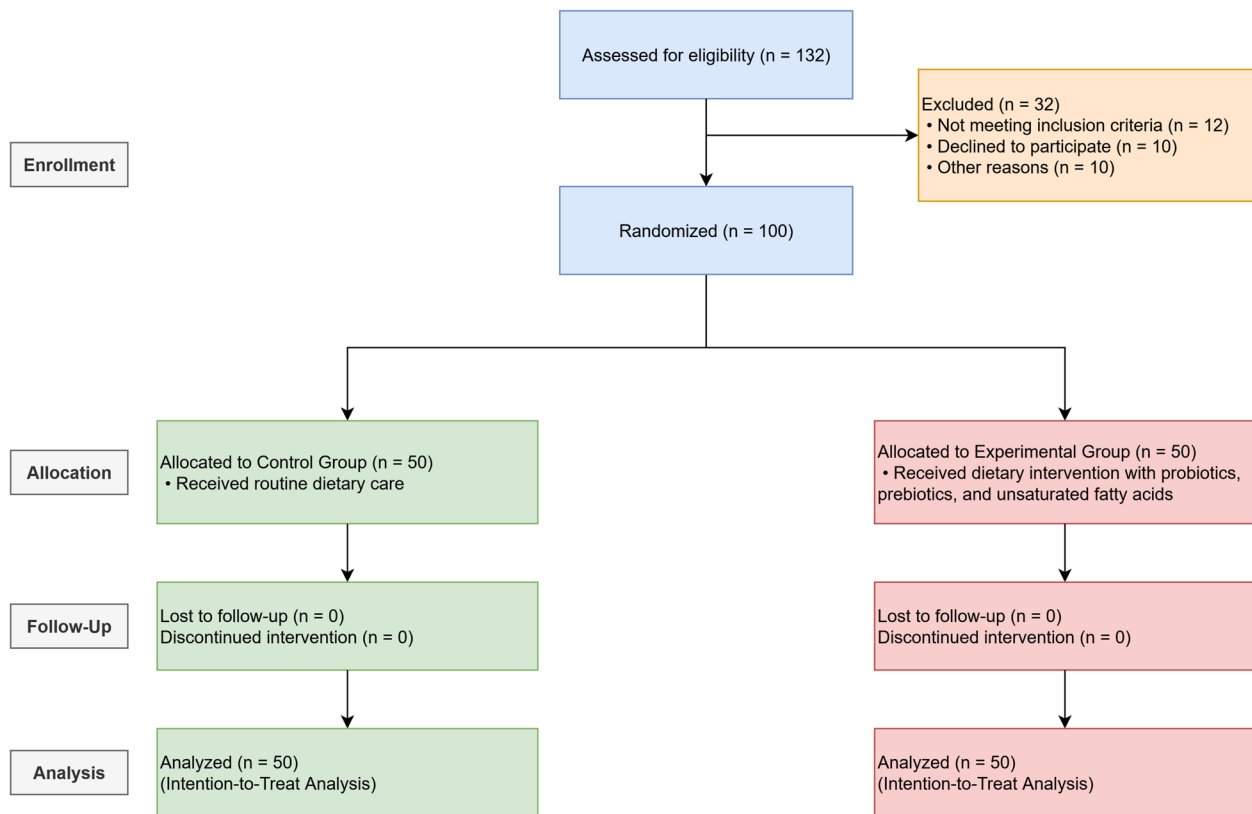 Assessed for eligibility (n = 132)
Excluded (n = 32)
• Not meeting inclusion criteria (n = 12)
• Declined to participate (n = 10)
• Other reasons (n = 10)
Enrollment
Randomized (n = 100)
Allocation
Allocated to Control Group (n = 50)
• Received routine dietary care
Allocated to Experimental Group (n = 50)
• Received dietary intervention with probiotics,
prebiotics, and unsaturated fatty acids
Follow-Up
Lost to follow-up (n = 0)
Discontinued intervention (n = 0)
Lost to follow-up (n = 0)
Discontinued intervention (n = 0)
Analysis
Analyzed (n = 50)
(Intention-to-Treat Analysis)
Analyzed (n = 50)
(Intention-to-Treat Analysis)